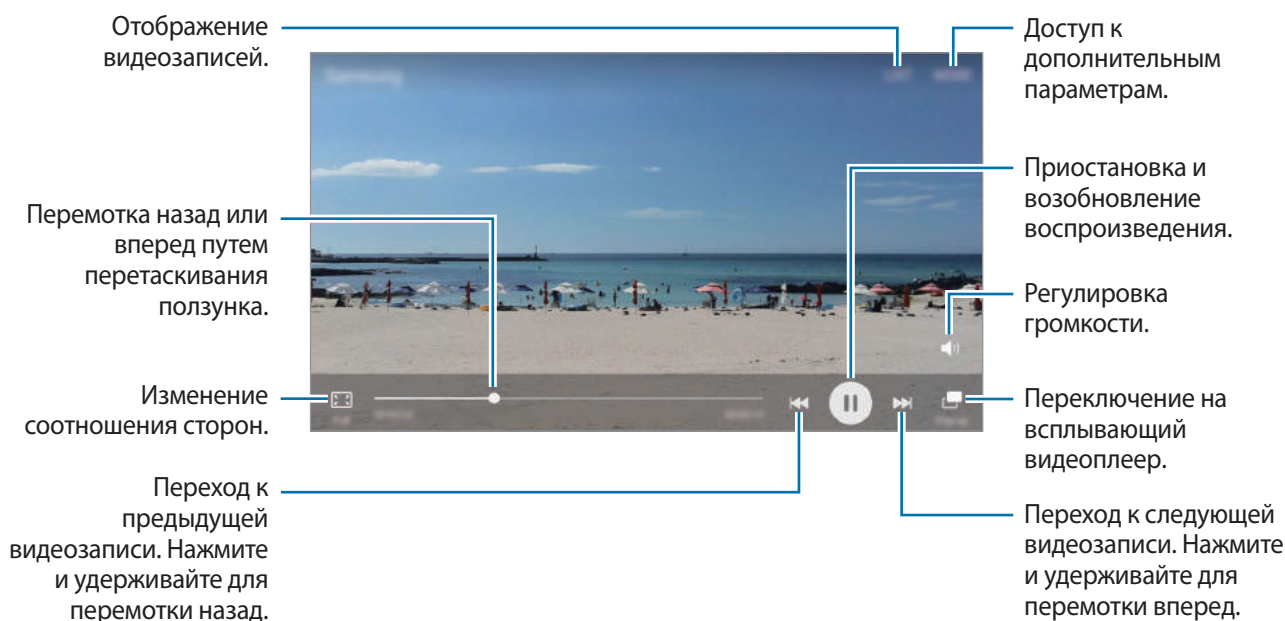 Отображение
видеозаписей.
Перемотка назад или
вперед путем
перетаскивания
ползунка.
Изменение
соотношения сторон.
Переход к
предыдущей
видеозаписи. Нажмите
и удерживайте для
перемотки назад.
Samsung
Доступ к
дополнительным
параметрам.
Приостановка и
возобновление
воспроизведения.
Регулировка
громкости.
Переключение на
всплывающий
видеоплеер.
Переход к следующей
видеозаписи. Нажмите
и удерживайте для
перемотки вперед.